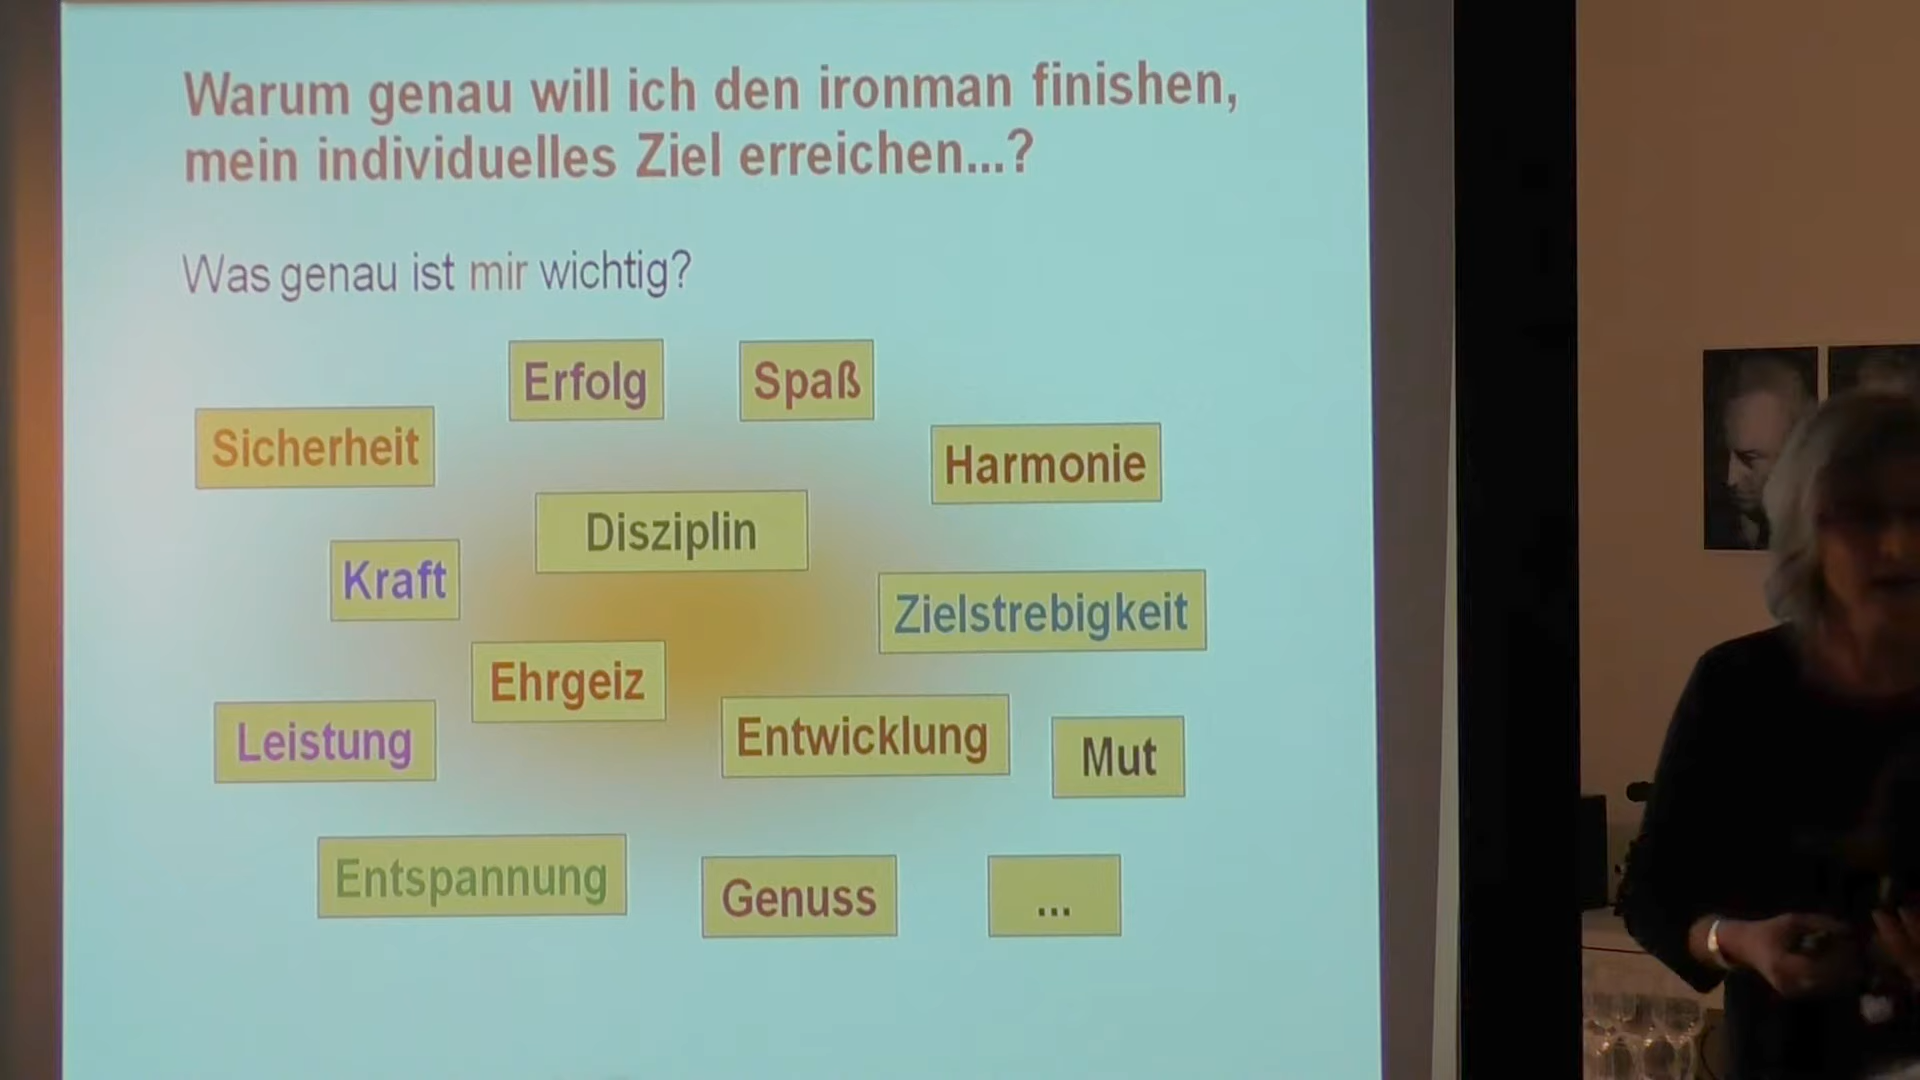 Warum genau will ich den ironman finishen,
mein individuelles Ziel erreichen...?
Was genau ist mir wichtig?
Erfolg
Spaß
Sicherheit
Harmonie
Disziplin
Kraft
Zielstrebigkeit
Ehrgeiz
Leistung
Entwicklung
Mut
Entspannung
Genuss
...